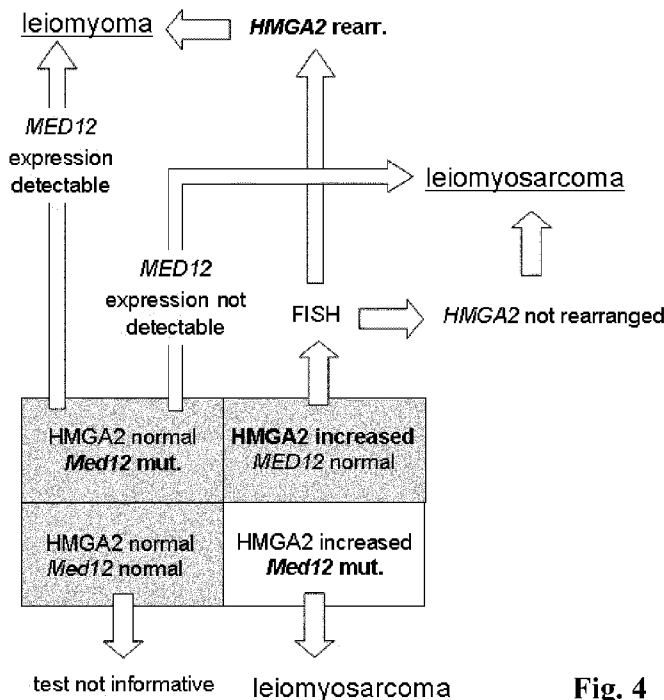 leiomyoma
HMGA2 rearr.
MED12
expression
detectable
leiomyosarcoma
MED12
expression not
detectable
FISH
HMGA2 not rearranged
HMGA2 normal
Med12 mut.
HMGA2 increased
MED12 normal
HMGA2 normal
Med12 normal
HMGA2 increased
Med12 mut.
test not informative
leiomyosarcoma
Fig. 4